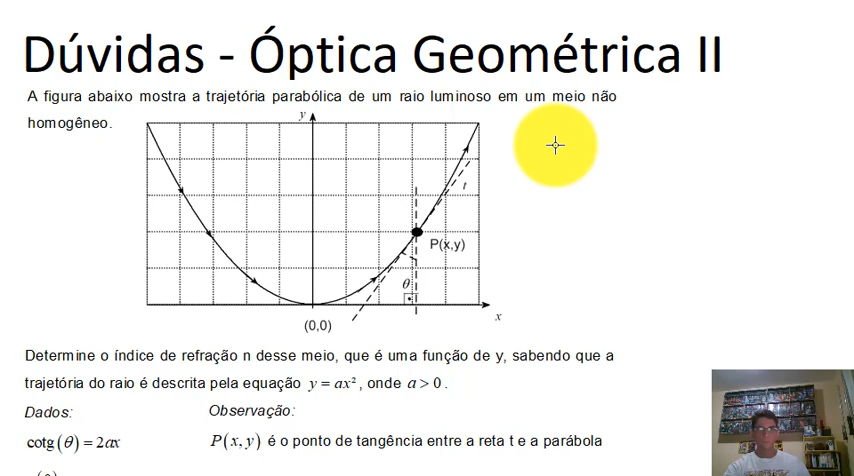 Dúvidas - Óptica Geométrica II
A figura abaixo mostra a trajetória parabólica de um raio luminoso em um meio não
homogêneo.
y
t
P(x,y)
θ
x
(0,0)
Determine o índice de refração n desse meio, que é uma função de y, sabendo que a
trajetória do raio é descrita pela equação y = ax², onde a > 0.
Dados:
Observação:
cotg(θ) = 2ax
P(x, y) é o ponto de tangência entre a reta t e a parábola